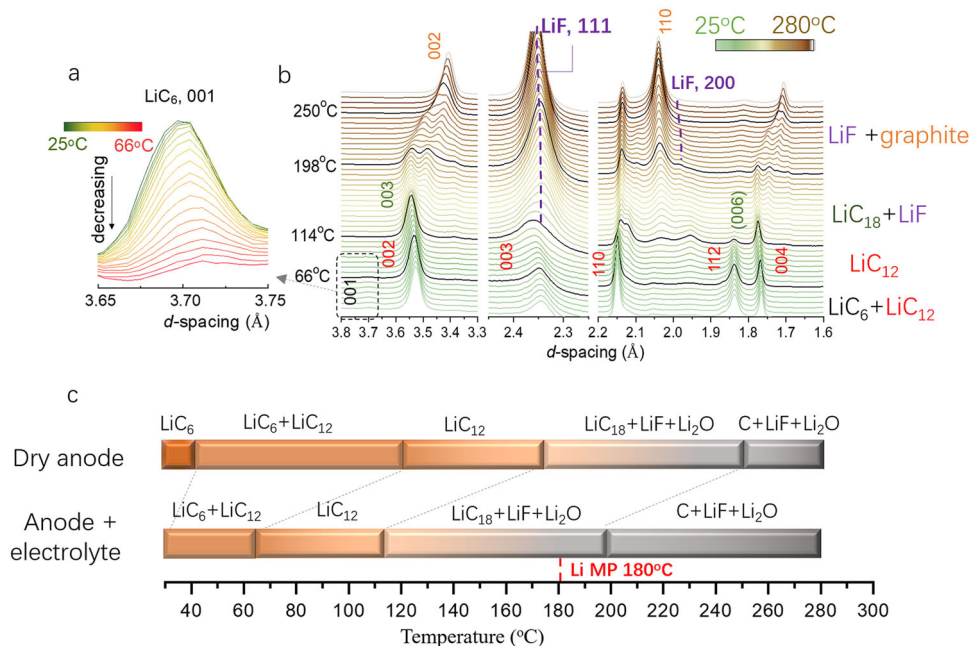 a
LiC₆, 001
25°C
66°C
decreasing
3.65
3.70
3.75
d-spacing (Å)
b
002
LiF, 111
110
25°C
280°C
LiF, 200
250°C
198°C
114°C
66°C
003
002
001
003
110
(006)
112
004
LiF + graphite
LiC₁₈+LiF
LiC₁₂
LiC₆+LiC₁₂
3.8 3.7 3.6 3.5 3.4 3.3
2.4 2.3
2.2 2.1 2.0 1.9 1.8 1.7 1.6
d-spacing (Å)
c
LiC₆
LiC₆+LiC₁₂
LiC₁₂
LiC₁₈+LiF+Li₂O
C+LiF+Li₂O
Dry anode
LiC₆+LiC₁₂
LiC₁₂
LiC₁₈+LiF+Li₂O
C+LiF+Li₂O
Anode +
electrolyte
Li MP 180°C
40 60 80 100 120 140 160 180 200 220 240 260 280 300
Temperature (°C)